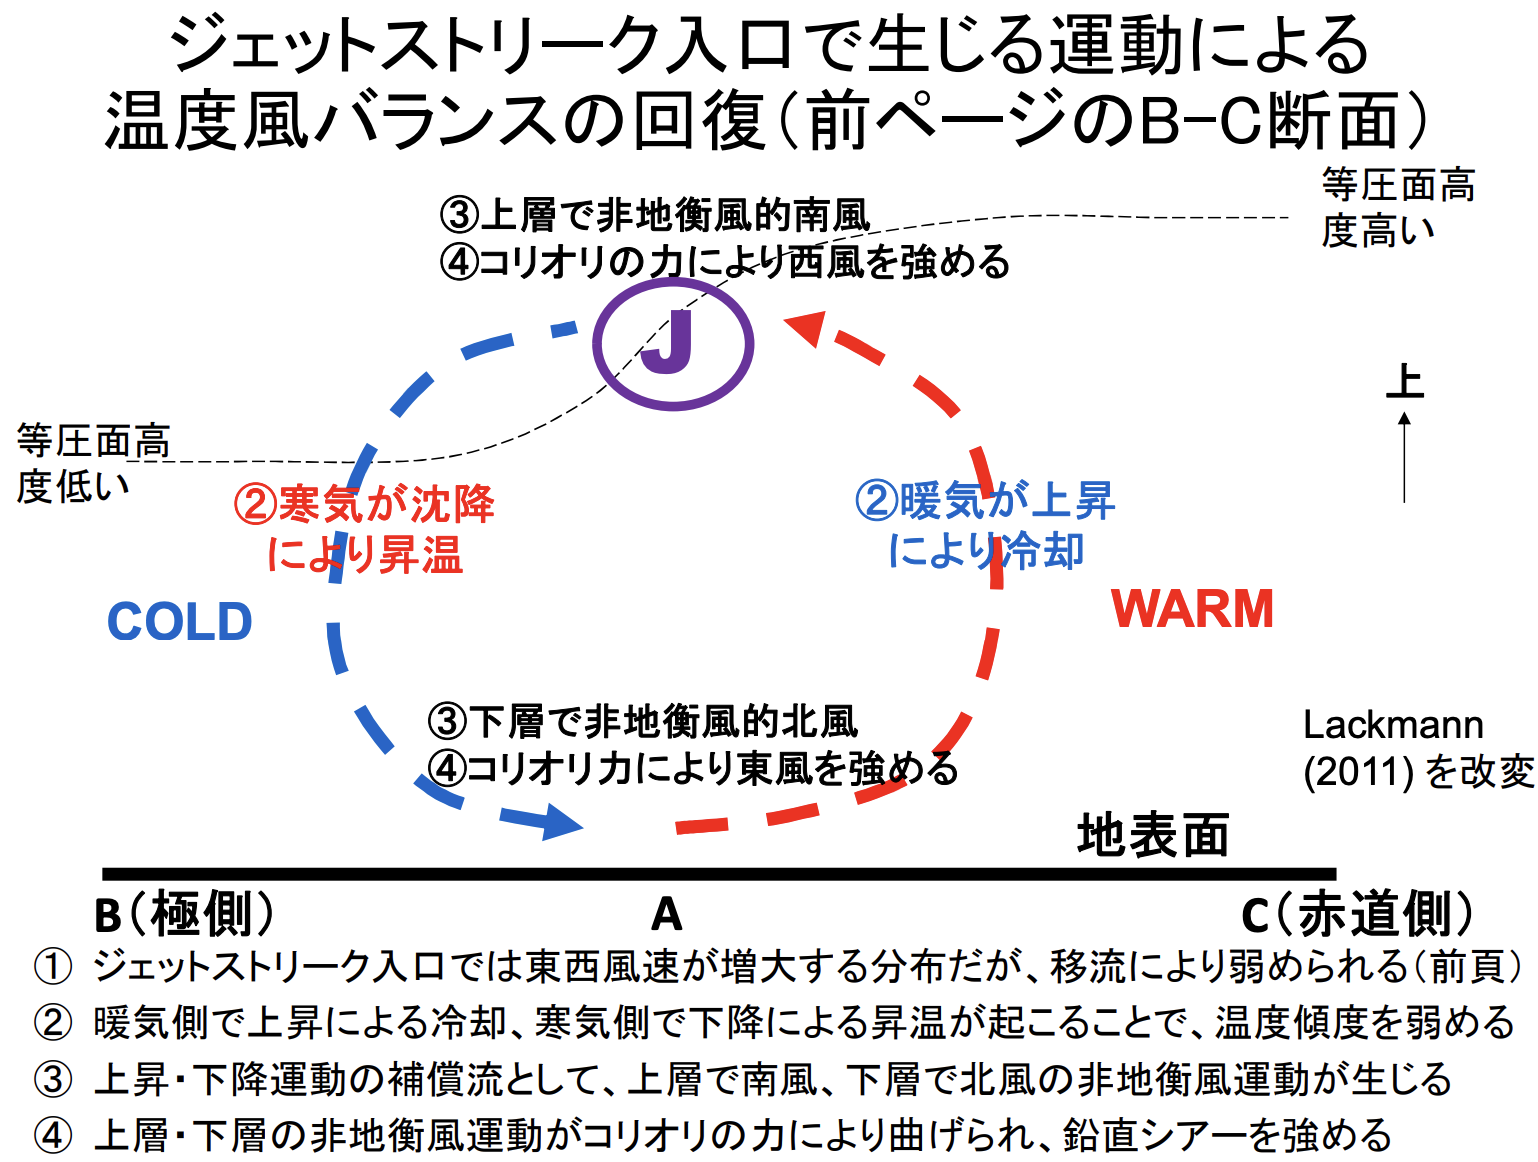 ジェットストリーク入口で生じる運動による
温度風バランスの回復（前ページのB-C断面）
等圧面高
度高い
③上層で非地衡風的南風
④コリオリの力により西風を強める
J
上
等圧面高
度低い
②寒気が沈降
により昇温
②暖気が上昇
により冷却
COLD
WARM
③下層で非地衡風的北風
④コリオリ力により東風を強める
Lackmann
(2011) を改変
地表面
B（極側）
A
C（赤道側）
① ジェットストリーク入口では東西風速が増大する分布だが、移流により弱められる（前頁）
② 暖気側で上昇による冷却、寒気側で下降による昇温が起こることで、温度傾度を弱める
③ 上昇・下降運動の補償流として、上層で南風、下層で北風の非地衡風運動が生じる
④ 上層・下層の非地衡風運動がコリオリの力により曲げられ、鉛直シアーを強める